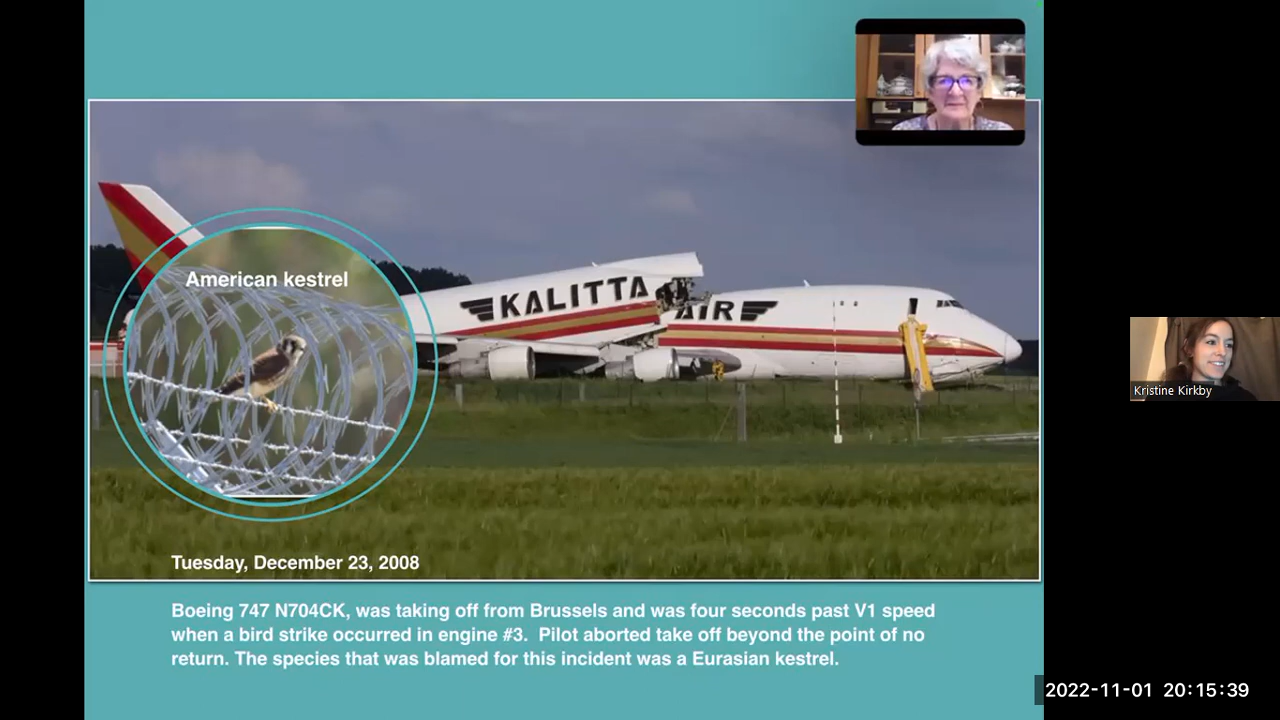 American kestrel
KALITTA AIR
Kristine Kirkby
Tuesday, December 23, 2008
Boeing 747 N704CK, was taking off from Brussels and was four seconds past V1 speed
when a bird strike occurred in engine #3.  Pilot aborted take off beyond the point of no
return. The species that was blamed for this incident was a Eurasian kestrel.
2022-11-01 20:15:39